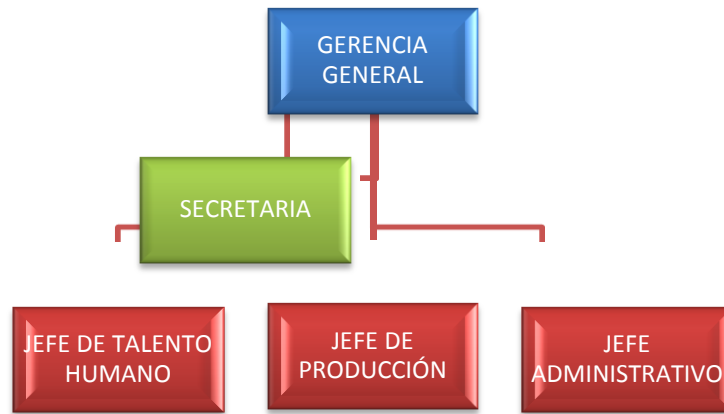 GERENCIA
GENERAL
SECRETARIA
JEFE DE TALENTO
HUMANO
JEFE DE
PRODUCCIÓN
JEFE
ADMINISTRATIVO